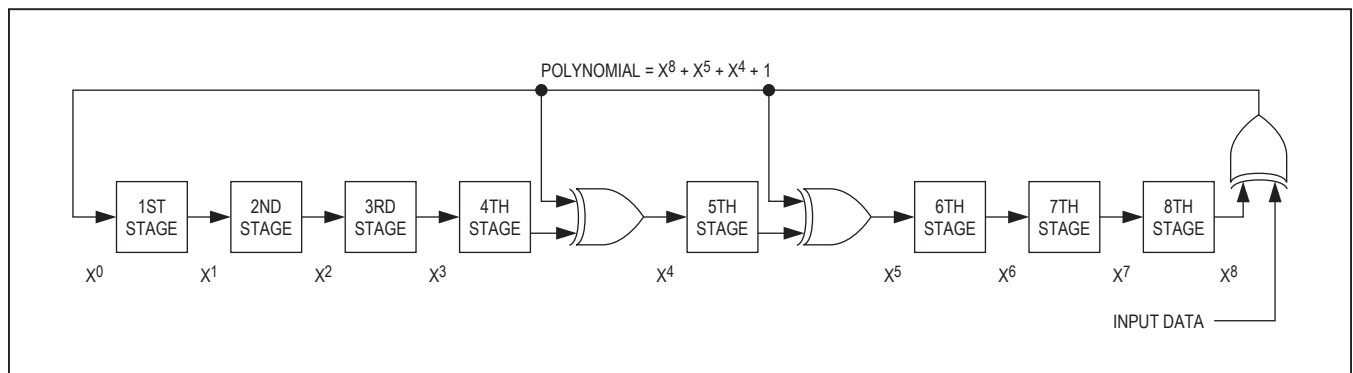 POLYNOMIAL = X⁸ + X⁵ + X⁴ + 1
1ST
STAGE
2ND
STAGE
3RD
STAGE
4TH
STAGE
5TH
STAGE
6TH
STAGE
7TH
STAGE
8TH
STAGE
X⁰ X¹ X² X³ X⁴ X⁵ X⁶ X⁷ X⁸
INPUT DATA